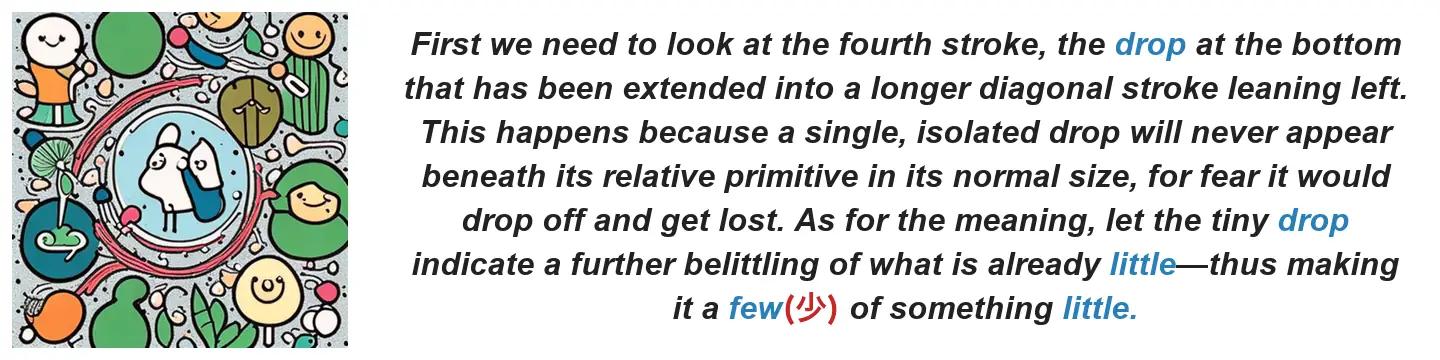 First we need to look at the fourth stroke, the drop at the bottom
that has been extended into a longer diagonal stroke leaning left.
This happens because a single, isolated drop will never appear
beneath its relative primitive in its normal size, for fear it would
drop off and get lost. As for the meaning, let the tiny drop
indicate a further belittling of what is already little—thus making
it a few(少) of something little.